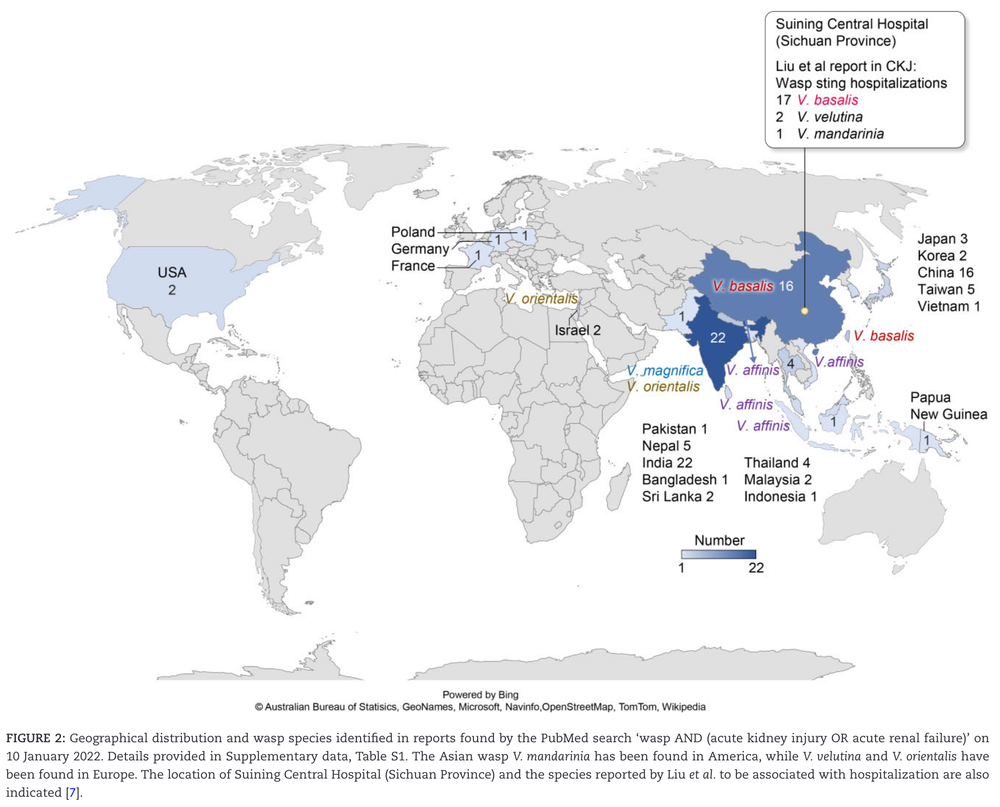 Suining Central Hospital
(Sichuan Province)
Liu et al report in CKJ:
Wasp sting hospitalizations
17 V. basalis
2 V. velutina
1 V. mandarinia
Poland
1
Germany
1
France
1
USA
2
V. orientalis
Israel 2
V. basalis 16
Japan 3
Korea 2
China 16
Taiwan 5
Vietnam 1
1
22
V. basalis
V. magnifica
V. orientalis
V. affinis
4
V.affinis
V. affinis
V. affinis
1
Papua
New Guinea
1
Pakistan 1
Nepal 5
India 22
Bangladesh 1
Sri Lanka 2
Thailand 4
Malaysia 2
Indonesia 1
Number
1 22
Powered by Bing
© Australian Bureau of Statisics, GeoNames, Microsoft, Navinfo,OpenStreetMap, TomTom, Wikipedia
FIGURE 2: Geographical distribution and wasp species identified in reports found by the PubMed search ‘wasp AND (acute kidney injury OR acute renal failure)’ on
10 January 2022. Details provided in Supplementary data, Table S1. The Asian wasp V. mandarinia has been found in America, while V. velutina and V. orientalis have
been found in Europe. The location of Suining Central Hospital (Sichuan Province) and the species reported by Liu et al. to be associated with hospitalization are also
indicated [7].